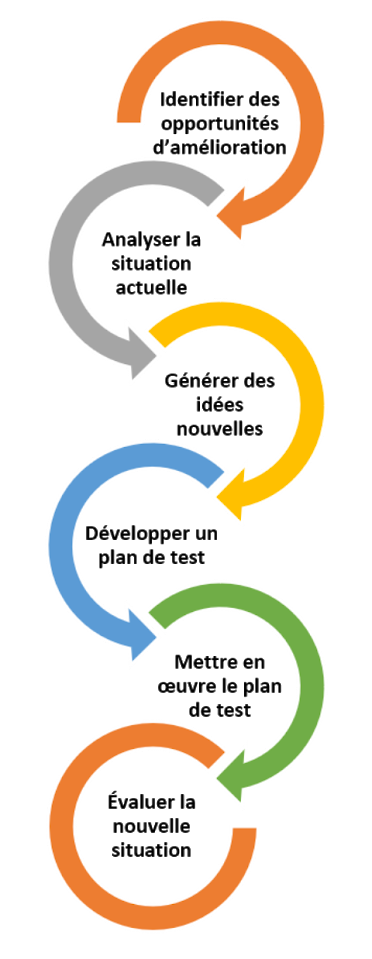 Identifier des
opportunités
d'amélioration
Analyser la
situation
actuelle
Générer des
idées
nouvelles
Développer un
plan de test
Mettre en
œuvre le plan
de test
Évaluer la
nouvelle
situation